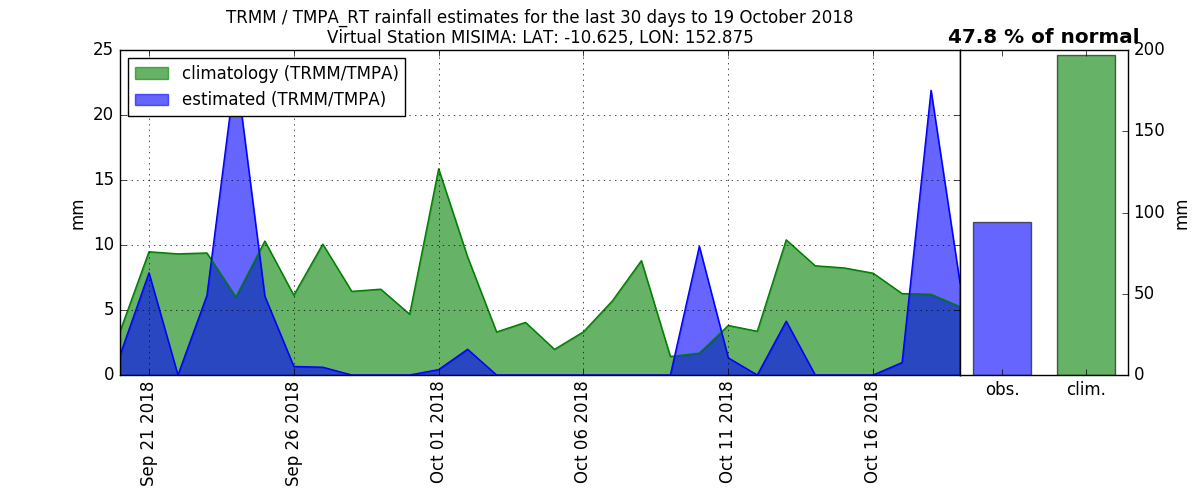 TRMM / TMPA_RT rainfall estimates for the last 30 days to 19 October 2018
Virtual Station MISIMA: LAT: -10.625, LON: 152.875
47.8 % of normal
climatology (TRMM/TMPA)
estimated (TRMM/TMPA)
25
20
15
10
5
0
mm
200
150
100
50
0
mm
Sep 21 2018
Sep 26 2018
Oct 01 2018
Oct 06 2018
Oct 11 2018
Oct 16 2018
obs.
clim.